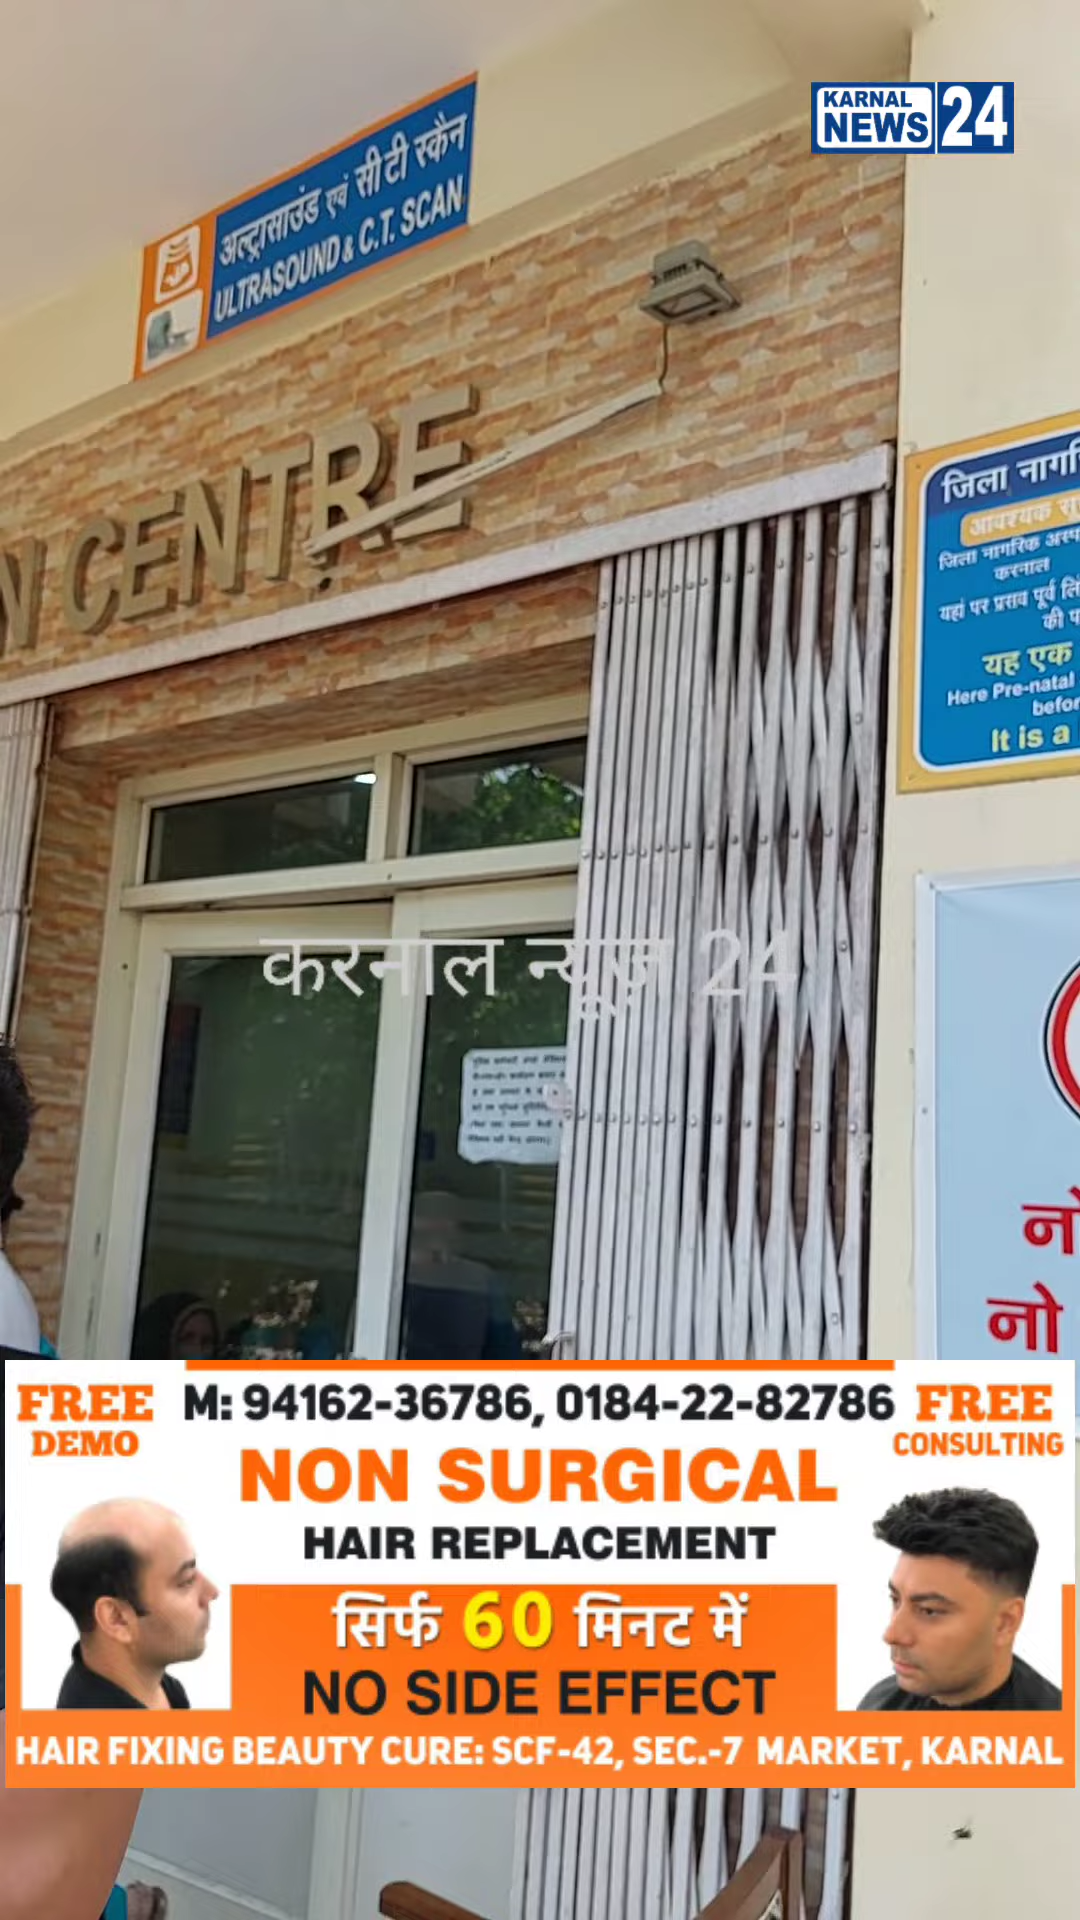 KARNAL
NEWS 24
अल्ट्रासाउंड एवं सी टी स्कैन
ULTRASOUND & C.T. SCAN
N CENTRE
जिला नागरि
आवश्यक सू
जिला नागरिक अस्प
करनाल
यहां पर प्रसव पूर्व लि
की प
यह एक
Here Pre-natal
befor
It is a
करनाल न्यूज़ 24
नो
नो
FREE
DEMO
M: 94162-36786, 0184-22-82786
FREE
CONSULTING
NON SURGICAL
HAIR REPLACEMENT
सिर्फ 60 मिनट में
NO SIDE EFFECT
HAIR FIXING BEAUTY CURE: SCF-42, SEC.-7 MARKET, KARNAL